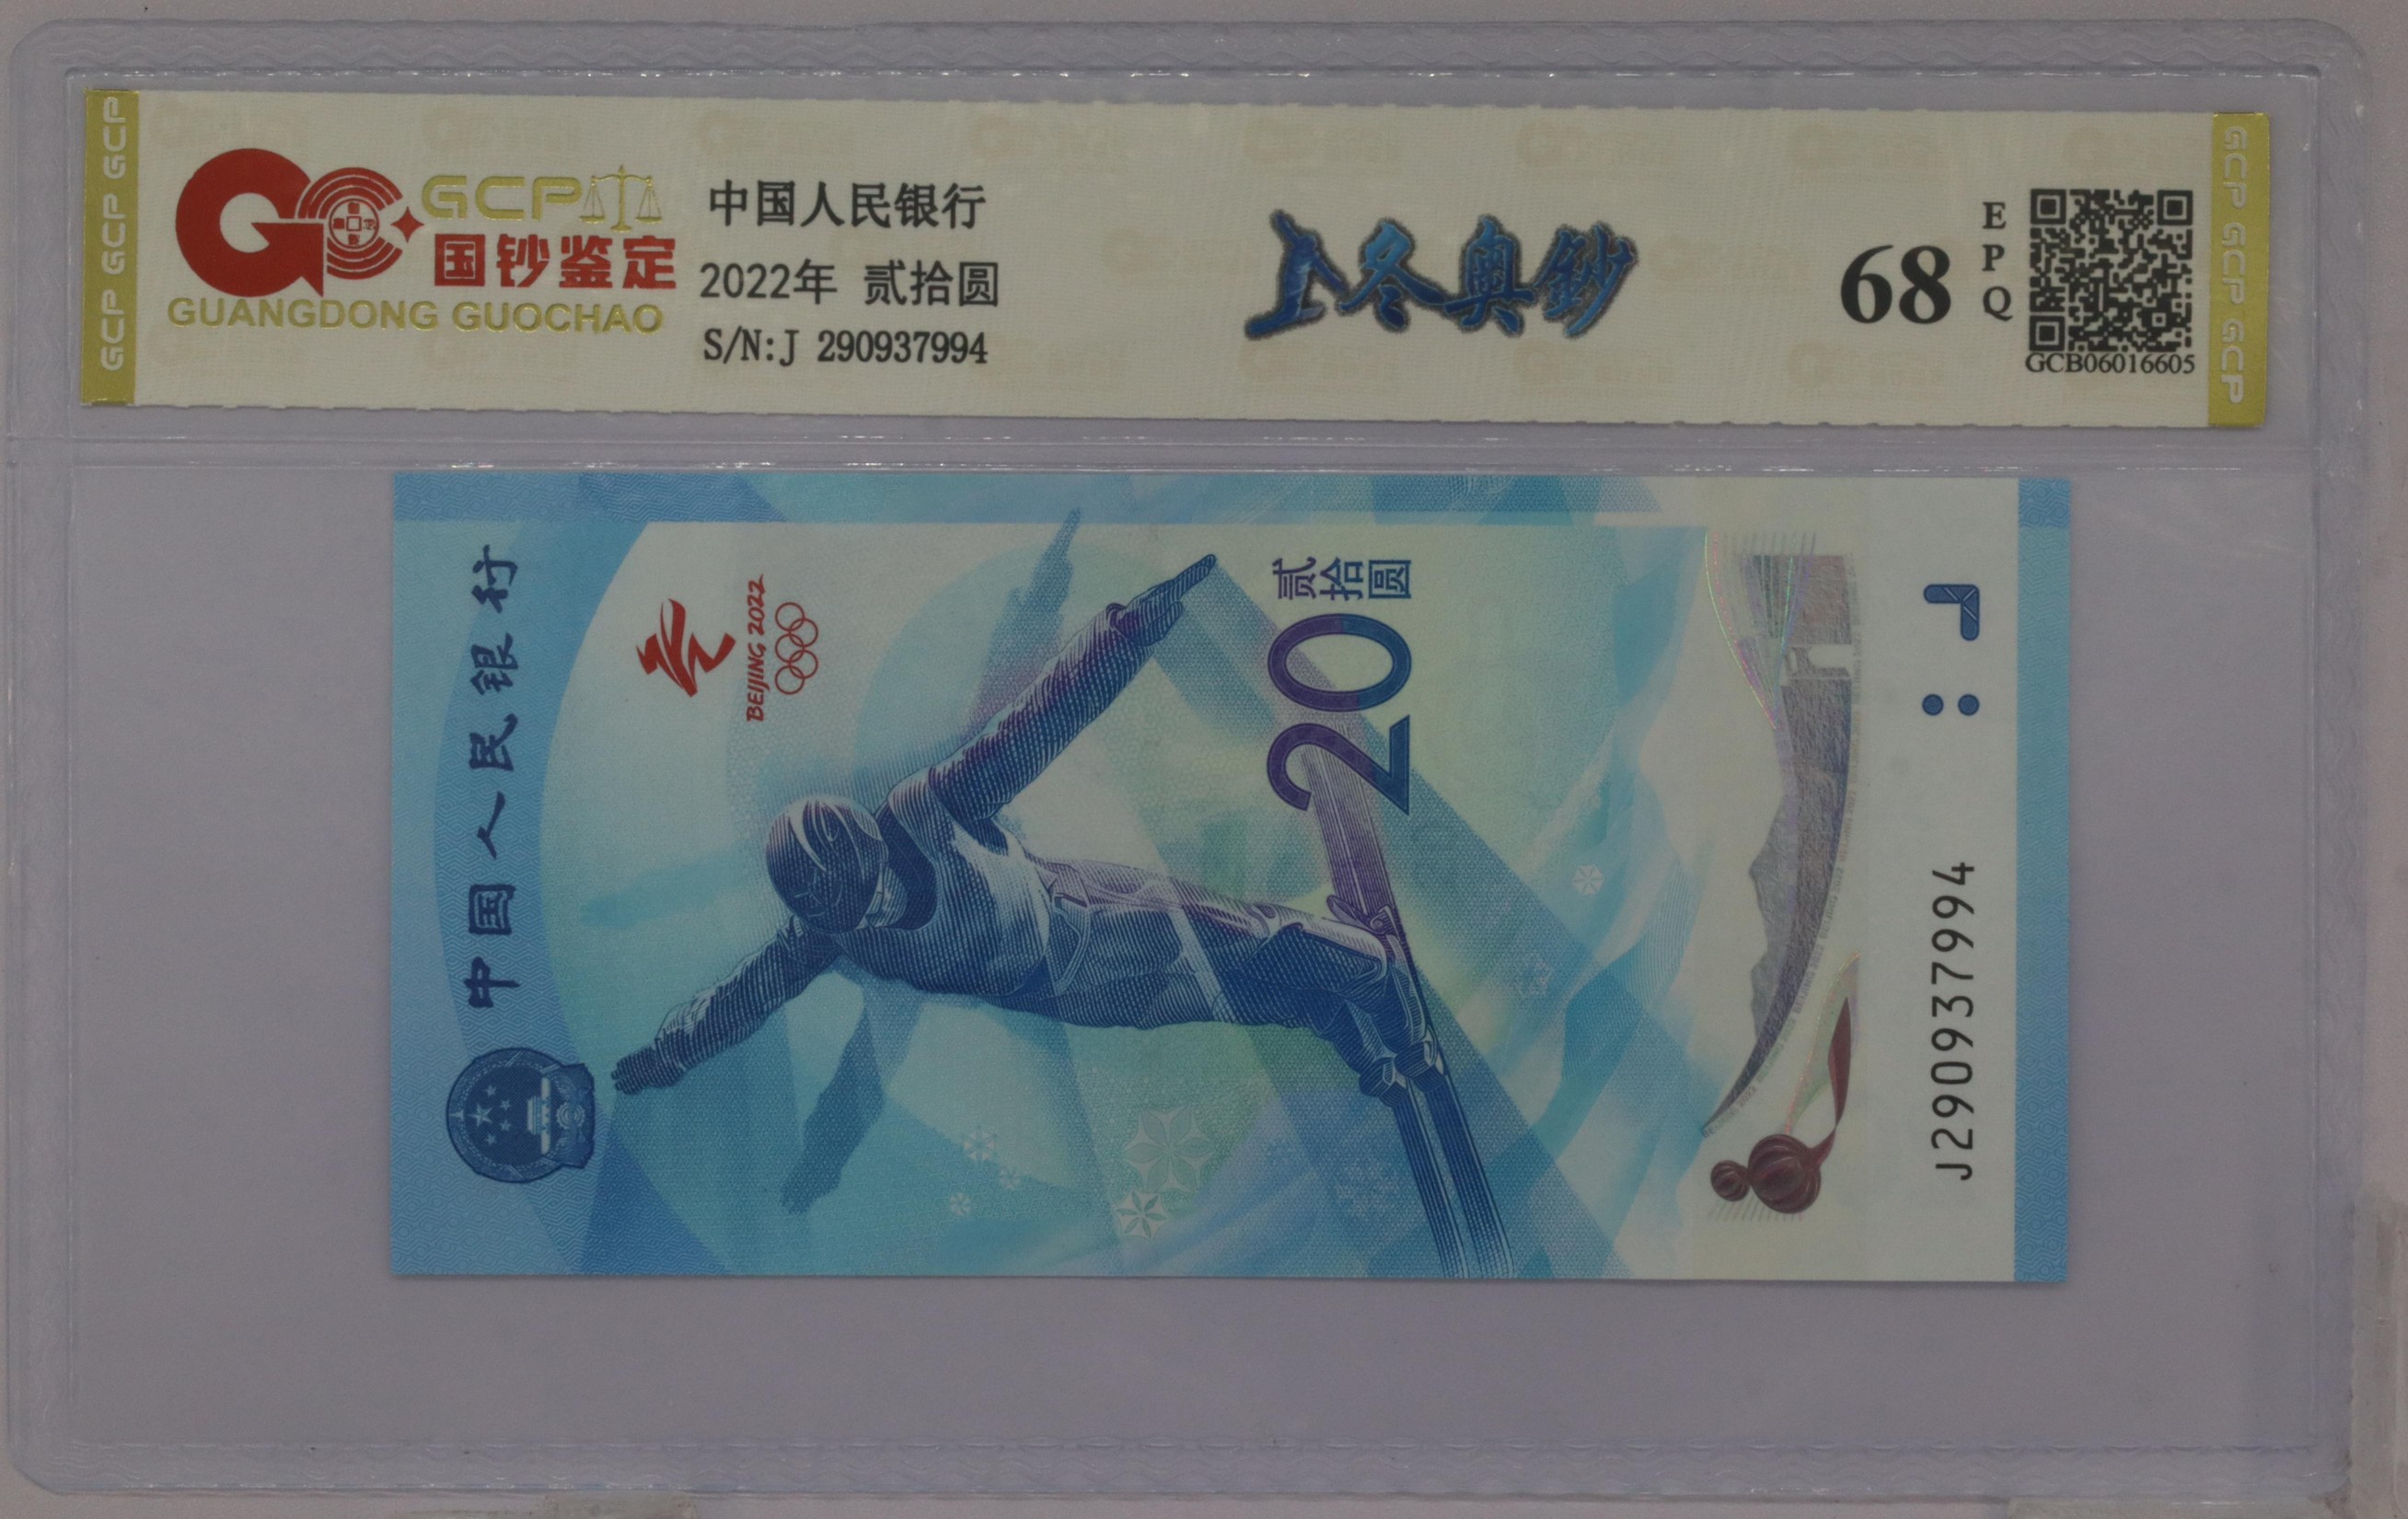 GCP GCP GCP
GCP
国钞鉴定
GUANGDONG GUOCHAO
中国人民银行
2022年 贰拾圆
S/N:J 290937994
冬奥鈔
68
EPQ
GCB06016605
GCP GCP GCP
中国人民银行
BEIJING 2022
贰拾圆
20
J290937994